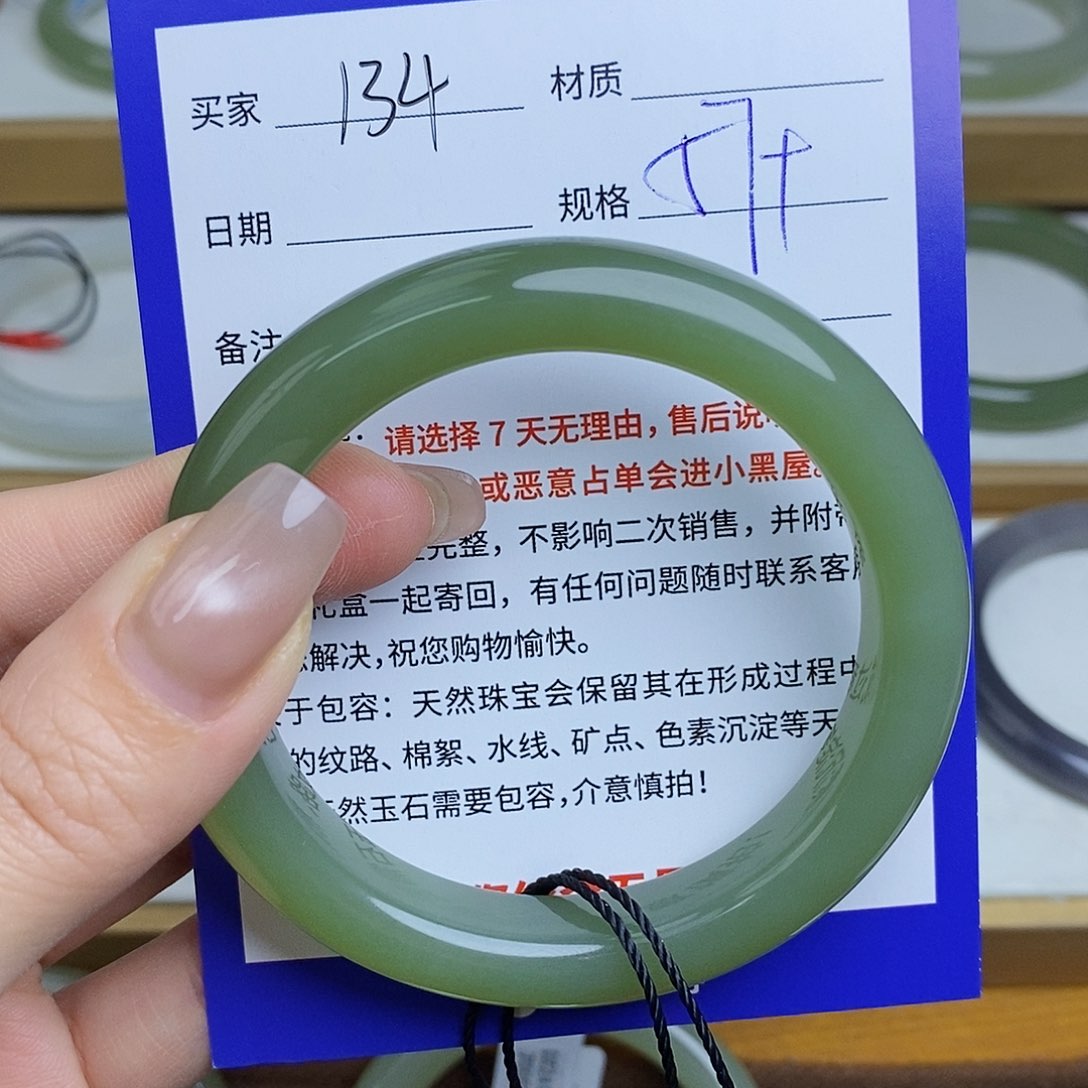 买家 134 材质
日期 规格
备注
请选择 7 天无理由，售后说
或恶意占单会进小黑屋。
完整，不影响二次销售，并附带
礼盒一起寄回，有任何问题随时联系客服
解决，祝您购物愉快。
于包容：天然珠宝会保留其在形成过程中
的纹路、棉絮、水线、矿点、色素沉淀等天
然玉石需要包容，介意慎拍！